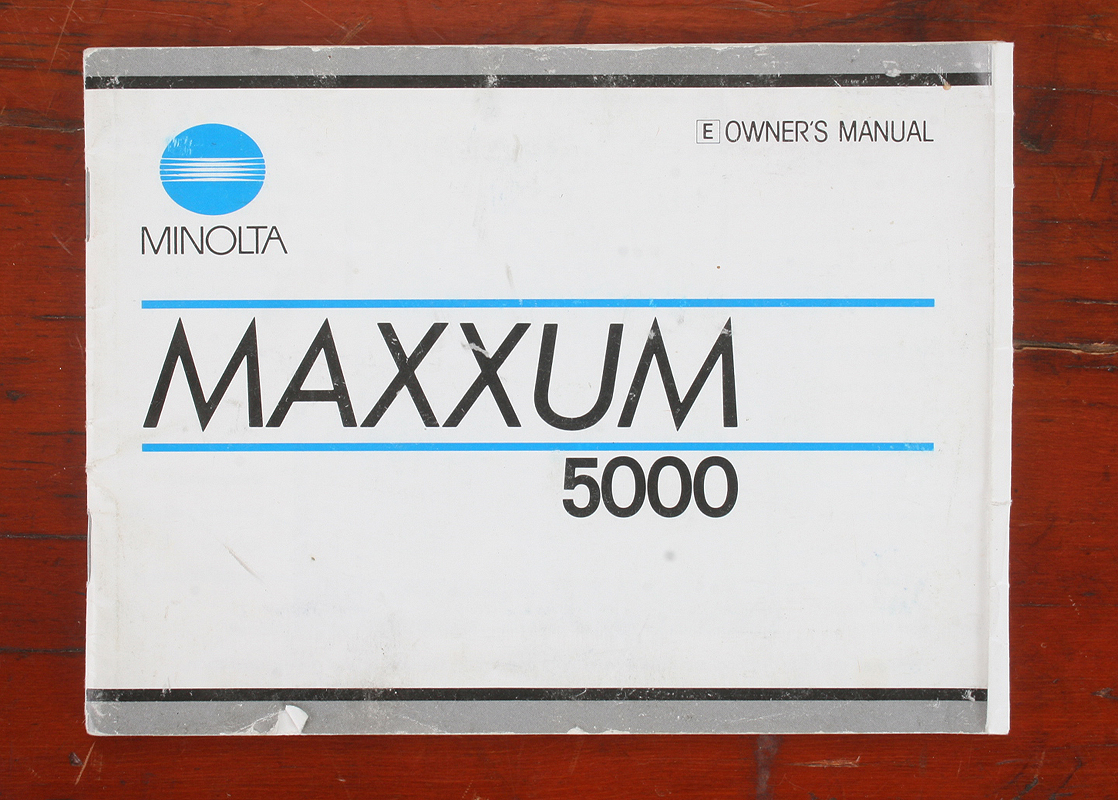 E OWNER'S MANUAL
MINOLTA
MAXXUM
5000